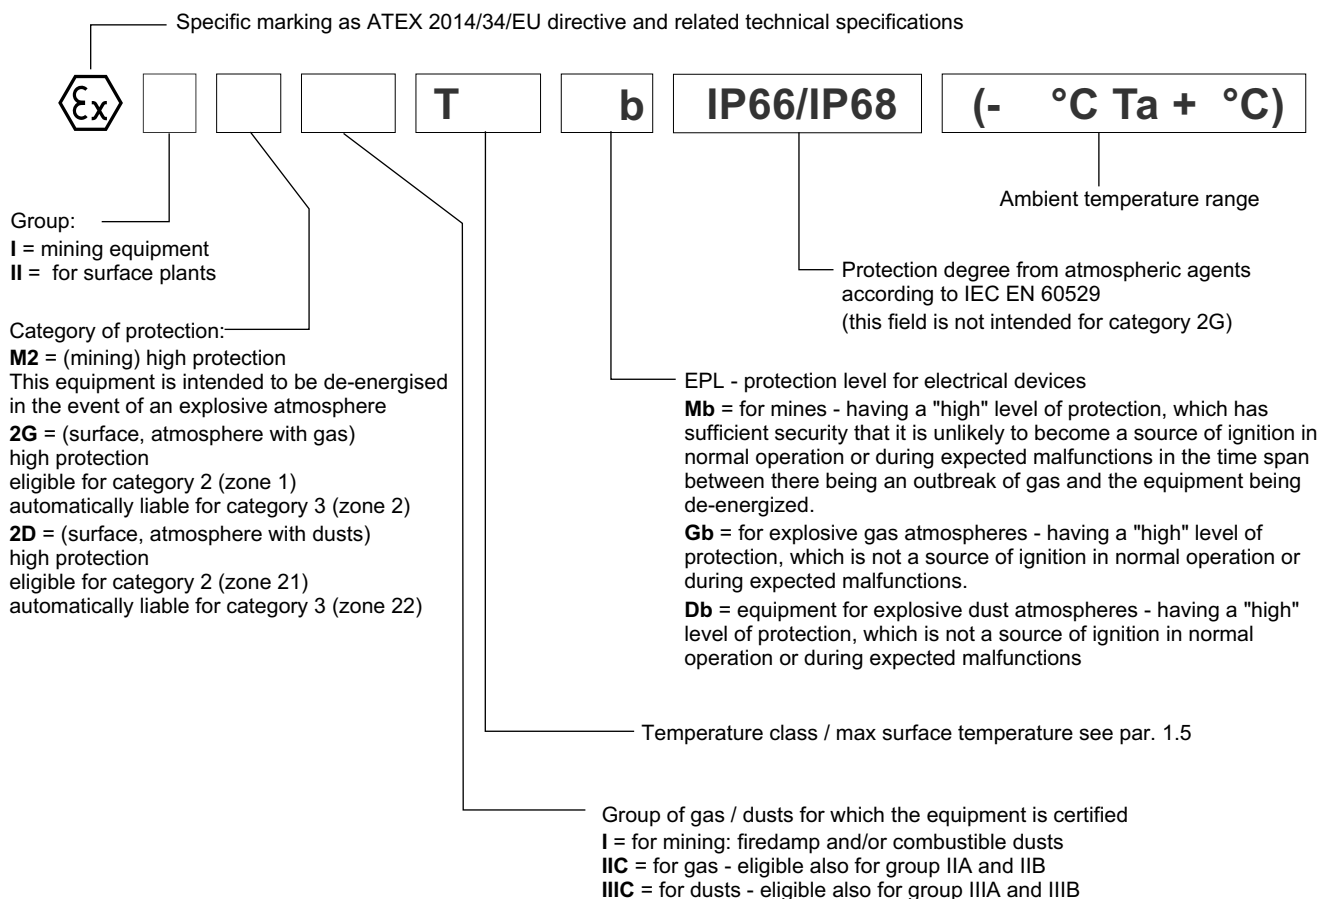 Specific marking as ATEX 2014/34/EU directive and related technical specifications
Ex
T
b
IP66/IP68
(- °C Ta + °C)
Ambient temperature range
Group:
I = mining equipment
II = for surface plants
Protection degree from atmospheric agents
according to IEC EN 60529
(this field is not intended for category 2G)
Category of protection:
M2 = (mining) high protection
This equipment is intended to be de-energised
in the event of an explosive atmosphere
2G = (surface, atmosphere with gas)
high protection
eligible for category 2 (zone 1)
automatically liable for category 3 (zone 2)
2D = (surface, atmosphere with dusts)
high protection
eligible for category 2 (zone 21)
automatically liable for category 3 (zone 22)
EPL - protection level for electrical devices
Mb = for mines - having a "high" level of protection, which has
sufficient security that it is unlikely to become a source of ignition in
normal operation or during expected malfunctions in the time span
between there being an outbreak of gas and the equipment being
de-energized.
Gb = for explosive gas atmospheres - having a "high" level of
protection, which is not a source of ignition in normal operation or
during expected malfunctions.
Db = equipment for explosive dust atmospheres - having a "high"
level of protection, which is not a source of ignition in normal
operation or during expected malfunctions
Temperature class / max surface temperature see par. 1.5
Group of gas / dusts for which the equipment is certified
I = for mining: firedamp and/or combustible dusts
IIC = for gas - eligible also for group IIA and IIB
IIIC = for dusts - eligible also for group IIIA and IIIB